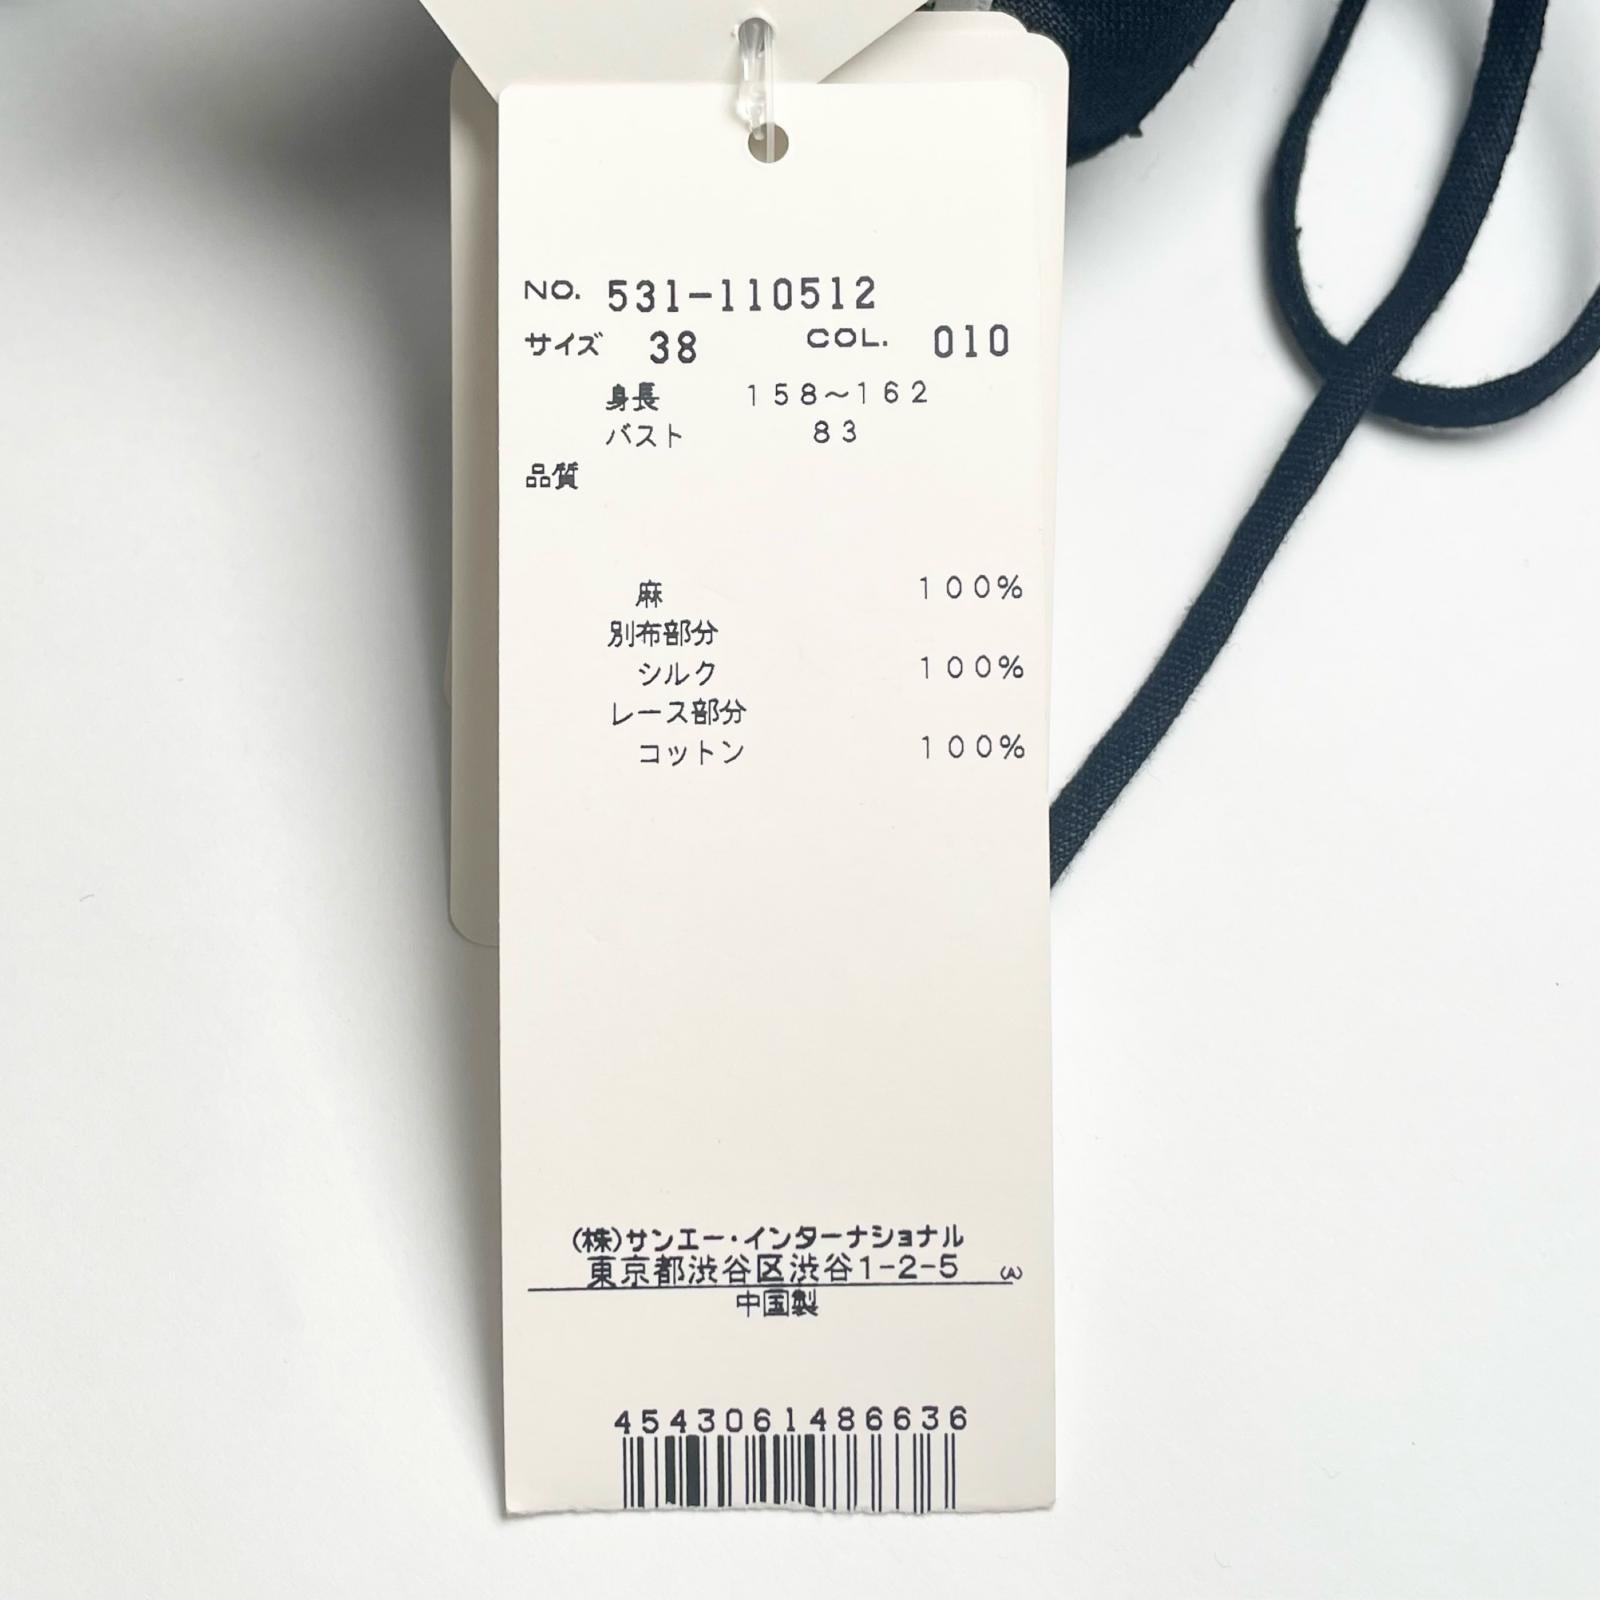 NO. 531-110512
サイズ 38 COL. 010
身長 158～162
バスト 83
品質
麻 100%
別布部分
シルク 100%
レース部分
コットン 100%
(株)サンエー・インターナショナル
東京都渋谷区渋谷1-2-5 (A)
中国製
4543061486636